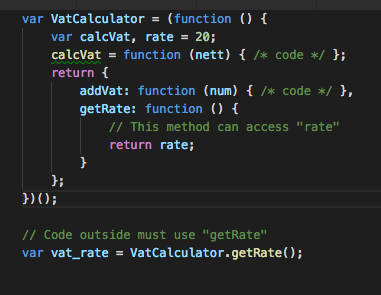 var VatCalculator = (function () {
    var calcVat, rate = 20;
    calcVat = function (nett) { /* code */ };
    return {
        addVat: function (num) { /* code */ },
        getRate: function () {
            // This method can access "rate"
            return rate;
        }
    };
})();

// Code outside must use "getRate"
var vat_rate = VatCalculator.getRate();